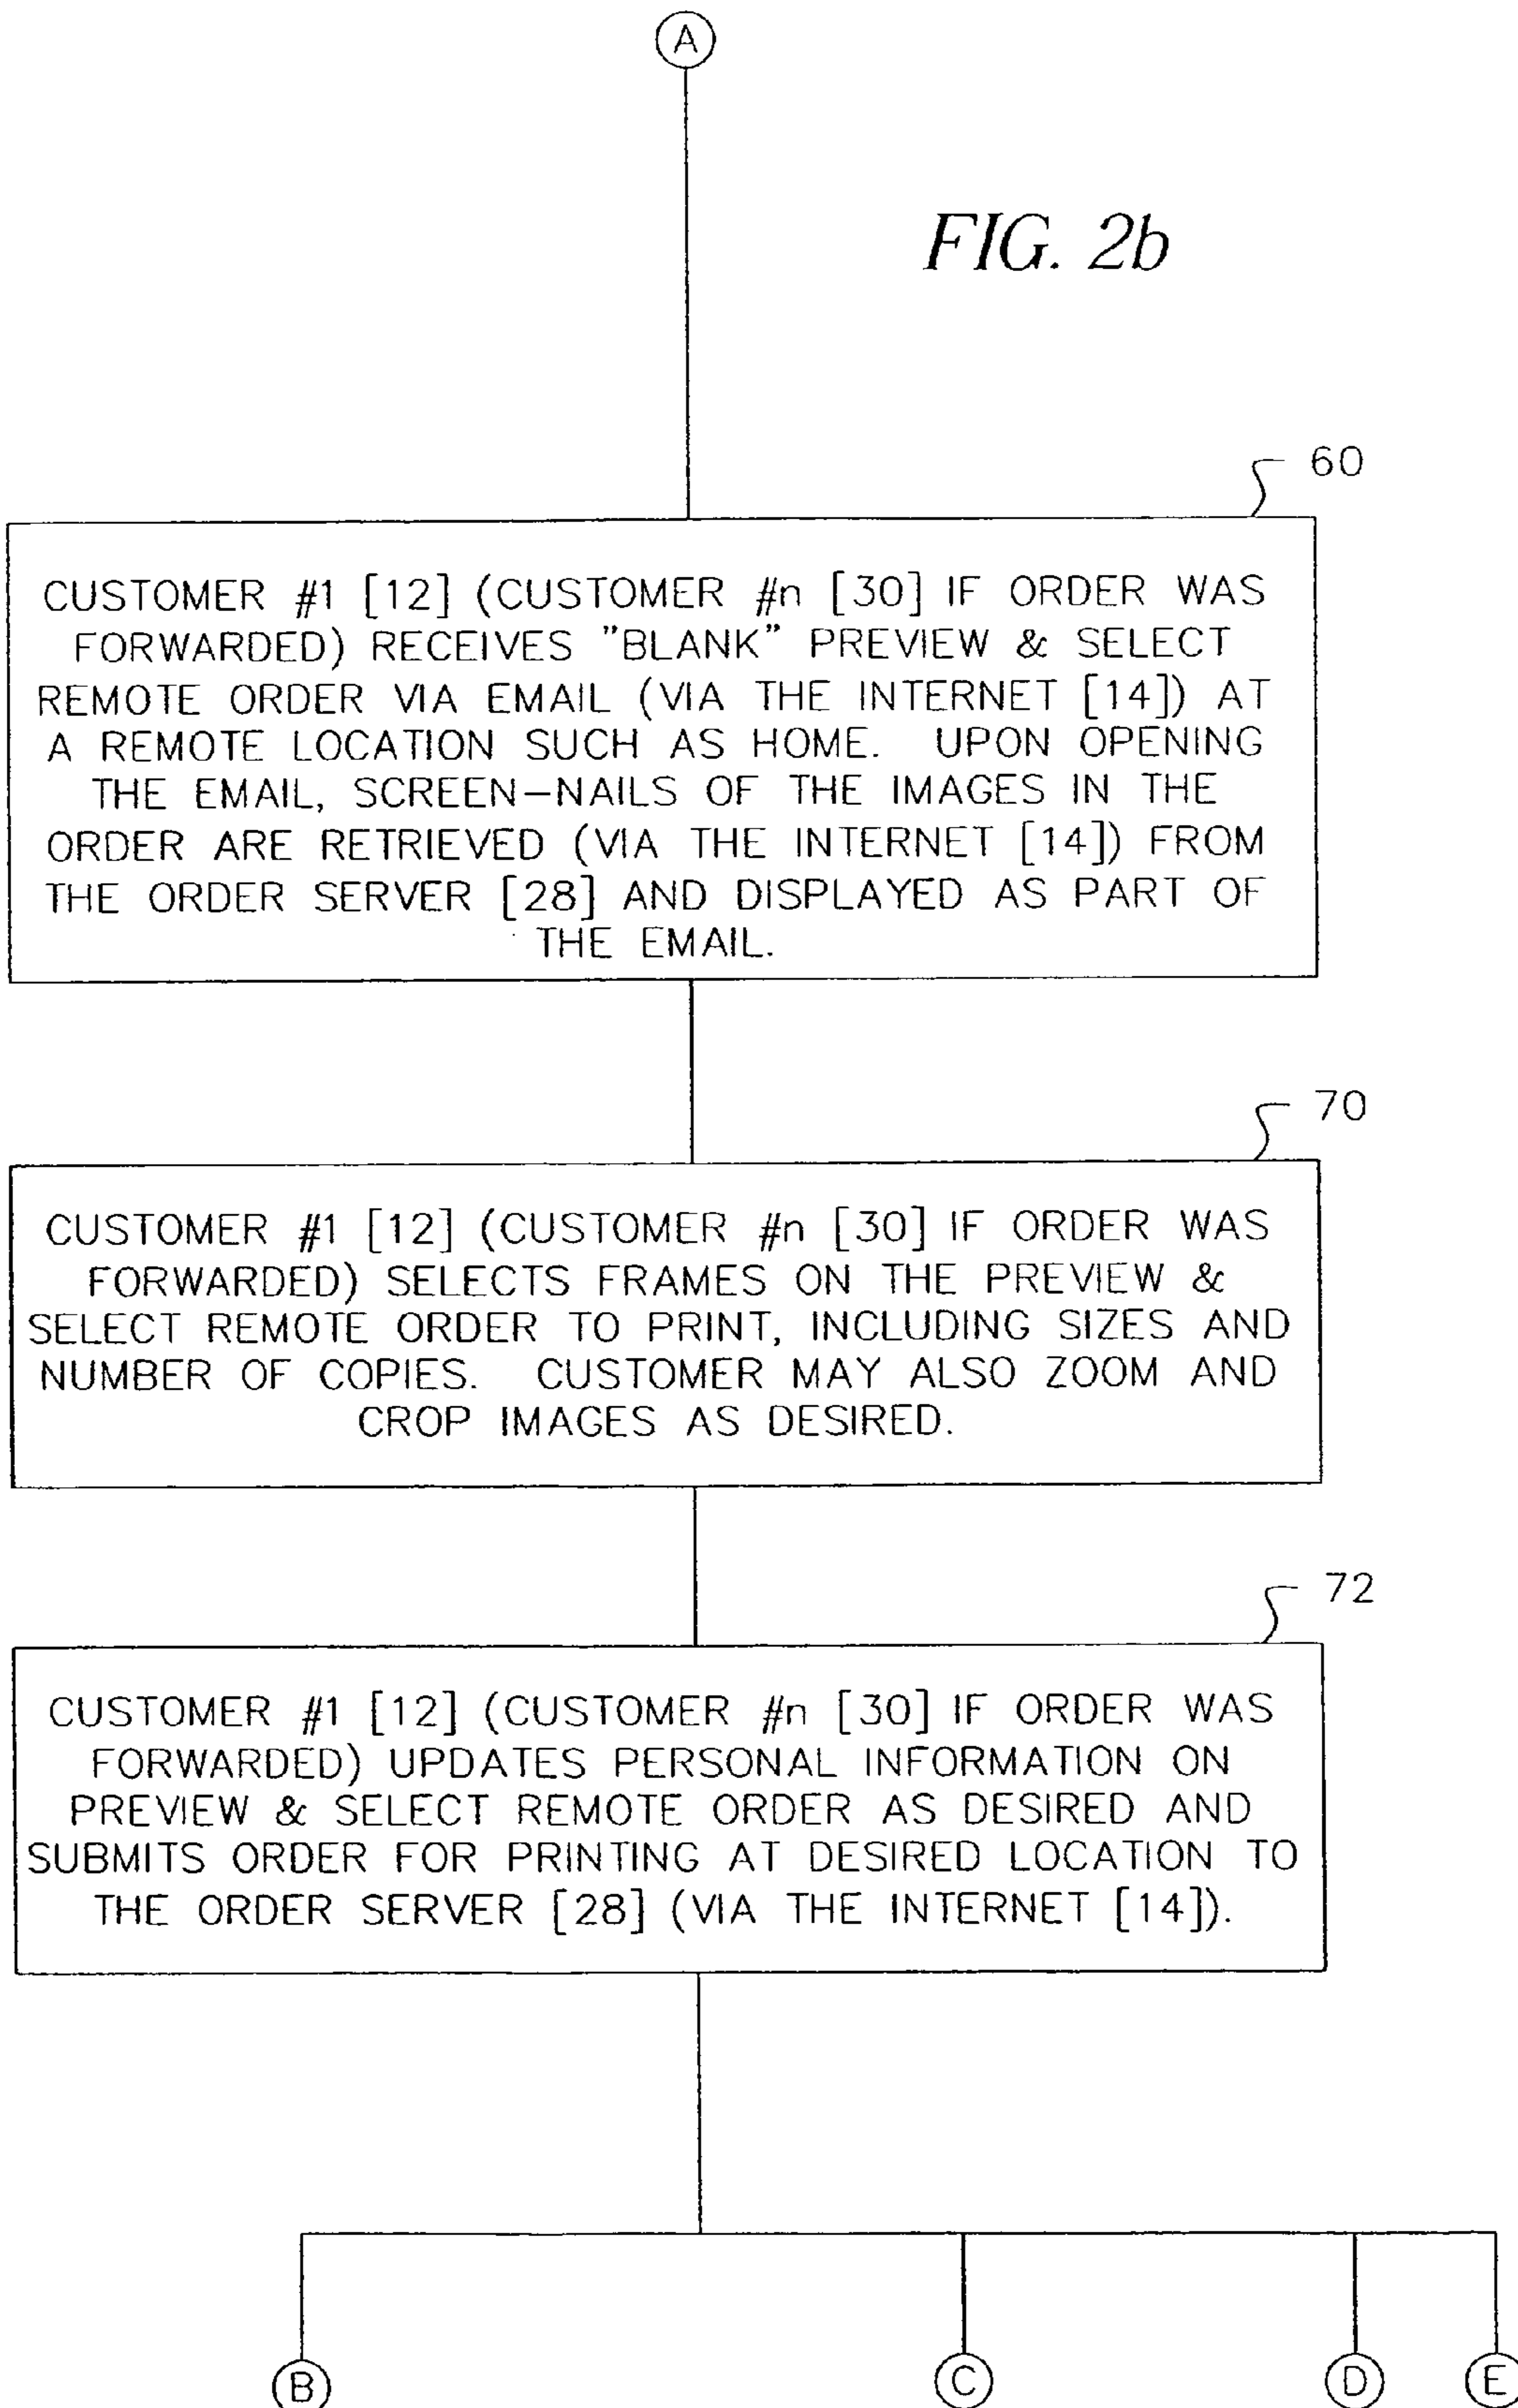 A
FIG. 2b
60
CUSTOMER #1 [12] (CUSTOMER #n [30] IF ORDER WAS
FORWARDED) RECEIVES "BLANK" PREVIEW & SELECT
REMOTE ORDER VIA EMAIL (VIA THE INTERNET [14]) AT
A REMOTE LOCATION SUCH AS HOME. UPON OPENING
THE EMAIL, SCREEN-NAILS OF THE IMAGES IN THE
ORDER ARE RETRIEVED (VIA THE INTERNET [14]) FROM
THE ORDER SERVER [28] AND DISPLAYED AS PART OF
THE EMAIL.
70
CUSTOMER #1 [12] (CUSTOMER #n [30] IF ORDER WAS
FORWARDED) SELECTS FRAMES ON THE PREVIEW &
SELECT REMOTE ORDER TO PRINT, INCLUDING SIZES AND
NUMBER OF COPIES. CUSTOMER MAY ALSO ZOOM AND
CROP IMAGES AS DESIRED.
72
CUSTOMER #1 [12] (CUSTOMER #n [30] IF ORDER WAS
FORWARDED) UPDATES PERSONAL INFORMATION ON
PREVIEW & SELECT REMOTE ORDER AS DESIRED AND
SUBMITS ORDER FOR PRINTING AT DESIRED LOCATION TO
THE ORDER SERVER [28] (VIA THE INTERNET [14]).
B C D E